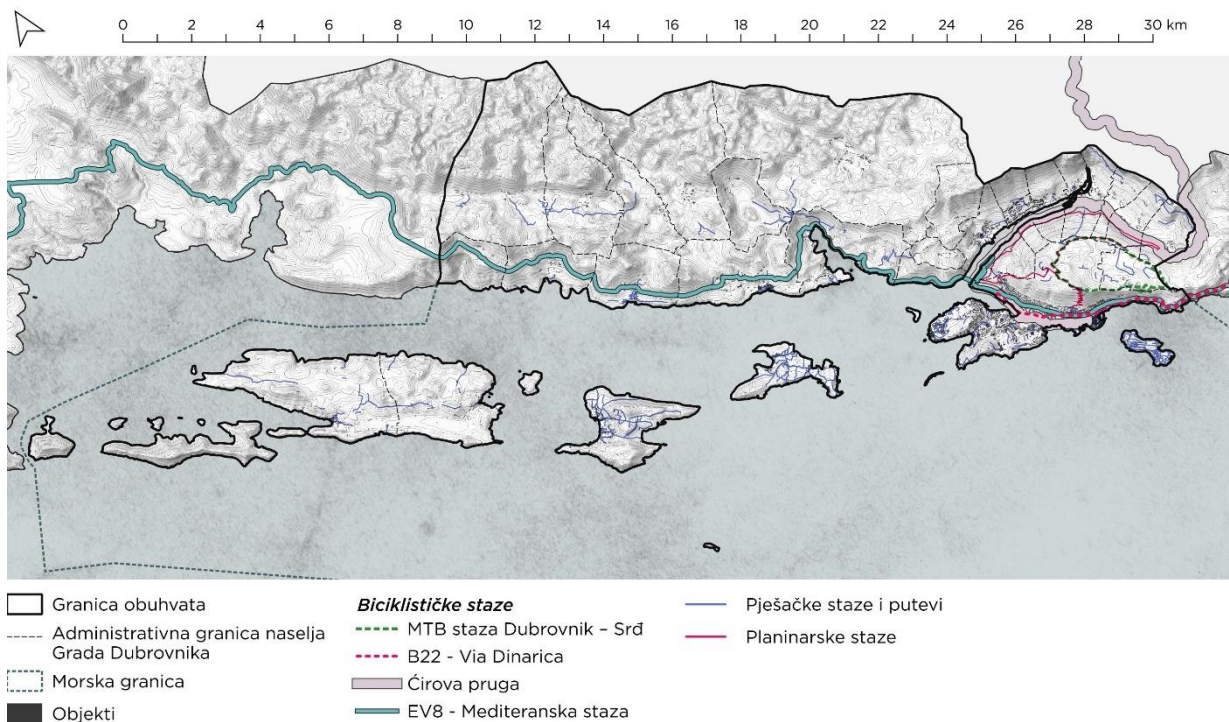 0 2 4 6 8 10 12 14 16 18 20 22 24 26 28 30 km
Granica obuhvata
Administrativna granica naselja
Grada Dubrovnika
Morska granica
Objekti
Biciklističke staze
MTB staza Dubrovnik – Srđ
B22 - Via Dinarica
Ćirova pruga
EV8 - Mediteranska staza
Pješačke staze i putevi
Planinarske staze